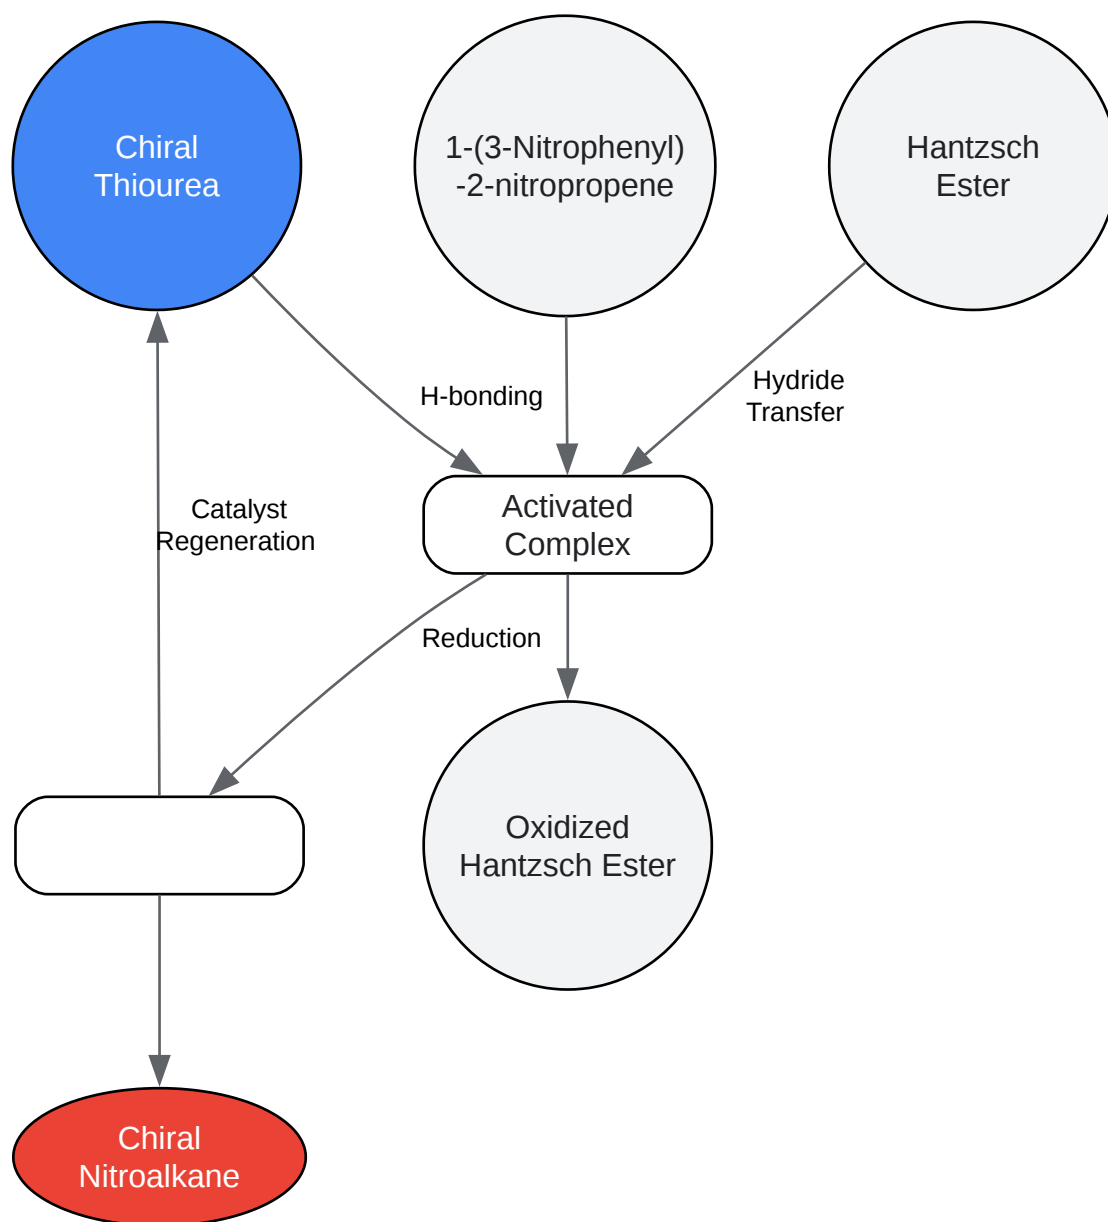 Chiral
Thiourea
1-(3-Nitrophenyl)
-2-nitropropene
Hantzsch
Ester
H-bonding
Hydride
Transfer
Catalyst
Regeneration
Activated
Complex
Reduction
Oxidized
Hantzsch Ester
Chiral
Nitroalkane